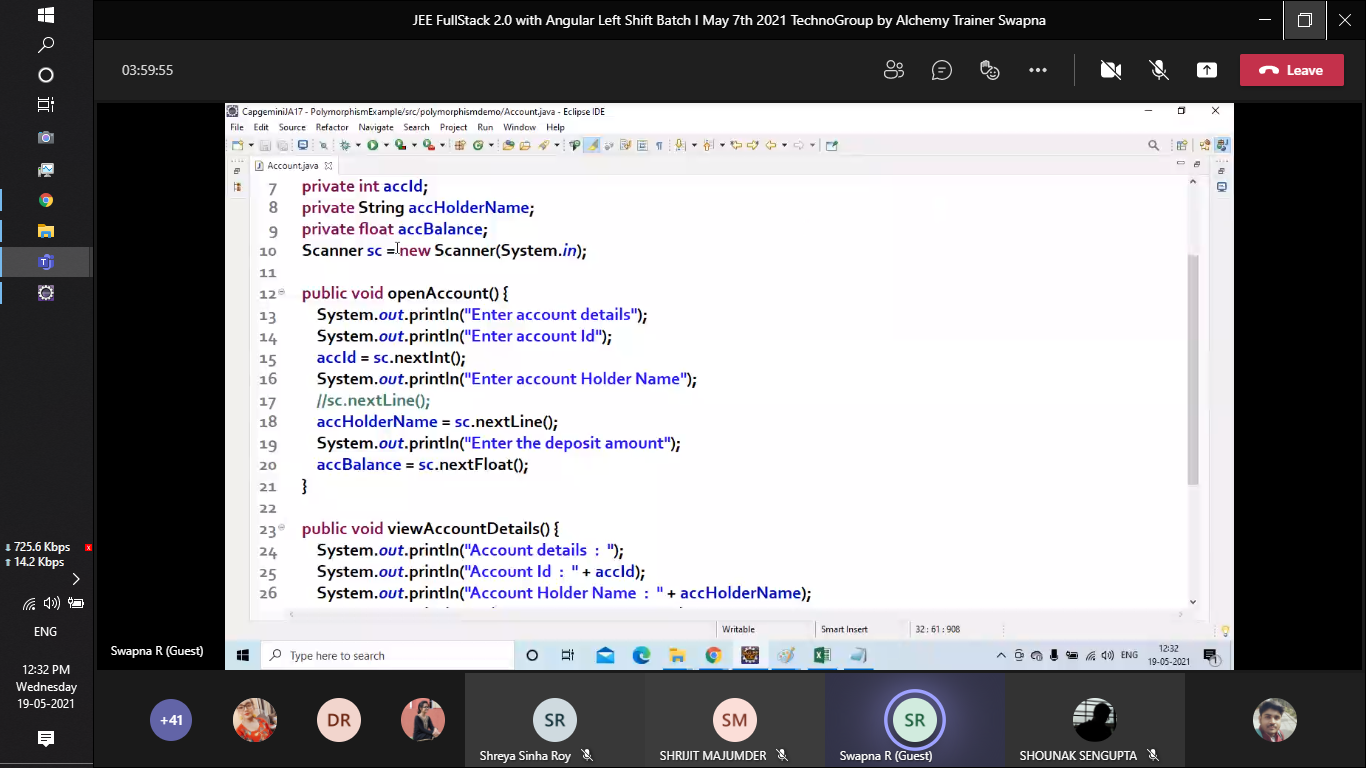 JEE FullStack 2.0 with Angular Left Shift Batch I May 7th 2021 TechnoGroup by Alchemy Trainer Swapna
03:59:55
Leave
CapgeminiJA17 - PolymorphismExample/src/polymorphismdemo/Account.java - Eclipse IDE
File Edit Source Refactor Navigate Search Project Run Window Help
Account.java
7 private int accId;
8 private String accHolderName;
9 private float accBalance;
10 Scanner sc = new Scanner(System.in);
11
12 public void openAccount() {
13 System.out.println("Enter account details");
14 System.out.println("Enter account Id");
15 accId = sc.nextInt();
16 System.out.println("Enter account Holder Name");
17 //sc.nextLine();
18 accHolderName = sc.nextLine();
19 System.out.println("Enter the deposit amount");
20 accBalance = sc.nextFloat();
21 }
22
23 public void viewAccountDetails() {
24 System.out.println("Account details : ");
25 System.out.println("Account Id : " + accId);
26 System.out.println("Account Holder Name : " + accHolderName);
Writable Smart Insert 32 : 61 : 908
Type here to search
ENG
12:32
19-05-2021
1
725.6 Kbps
14.2 Kbps
ENG
12:32 PM
Wednesday
19-05-2021
Swapna R (Guest)
+41
DR
SR
Shreya Sinha Roy
SM
SHRIJIT MAJUMDER
SR
Swapna R (Guest)
SHOUNAK SENGUPTA